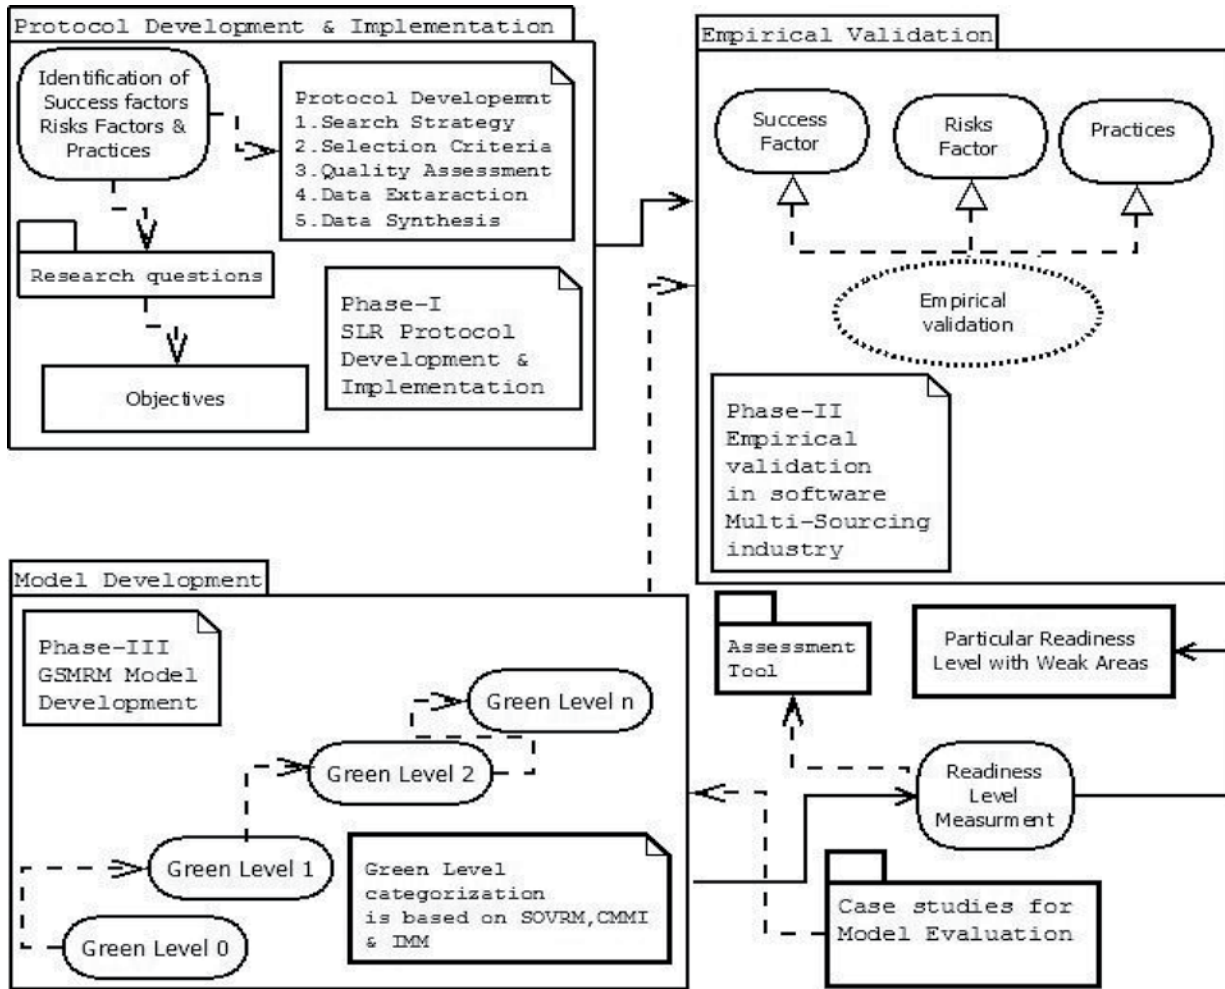 Protocol Development & Implementation
Identification of
Success factors
Risks Factors &
Practices
Protocol Developemnt
1.Search Strategy
2.Selection Criteria
3.Quality Assessment
4.Data Extaraction
5.Data Synthesis
Research questions
Objectives
Phase-I
SLR Protocol
Development &
Implementation
Empirical Validation
Success
Factor
Risks
Factor
Practices
Empirical
validation
Phase-II
Empirical
validation
in software
Multi-Sourcing
industry
Model Development
Phase-III
GSMRM Model
Development
Green Level n
Green Level 2
Green Level 1
Green Level 0
Green Level
categorization
is based on SOVRM,CMMI
& IMM
Assessment
Tool
Particular Readiness
Level with Weak Areas
Readiness
Level
Measurment
Case studies for
Model Evaluation